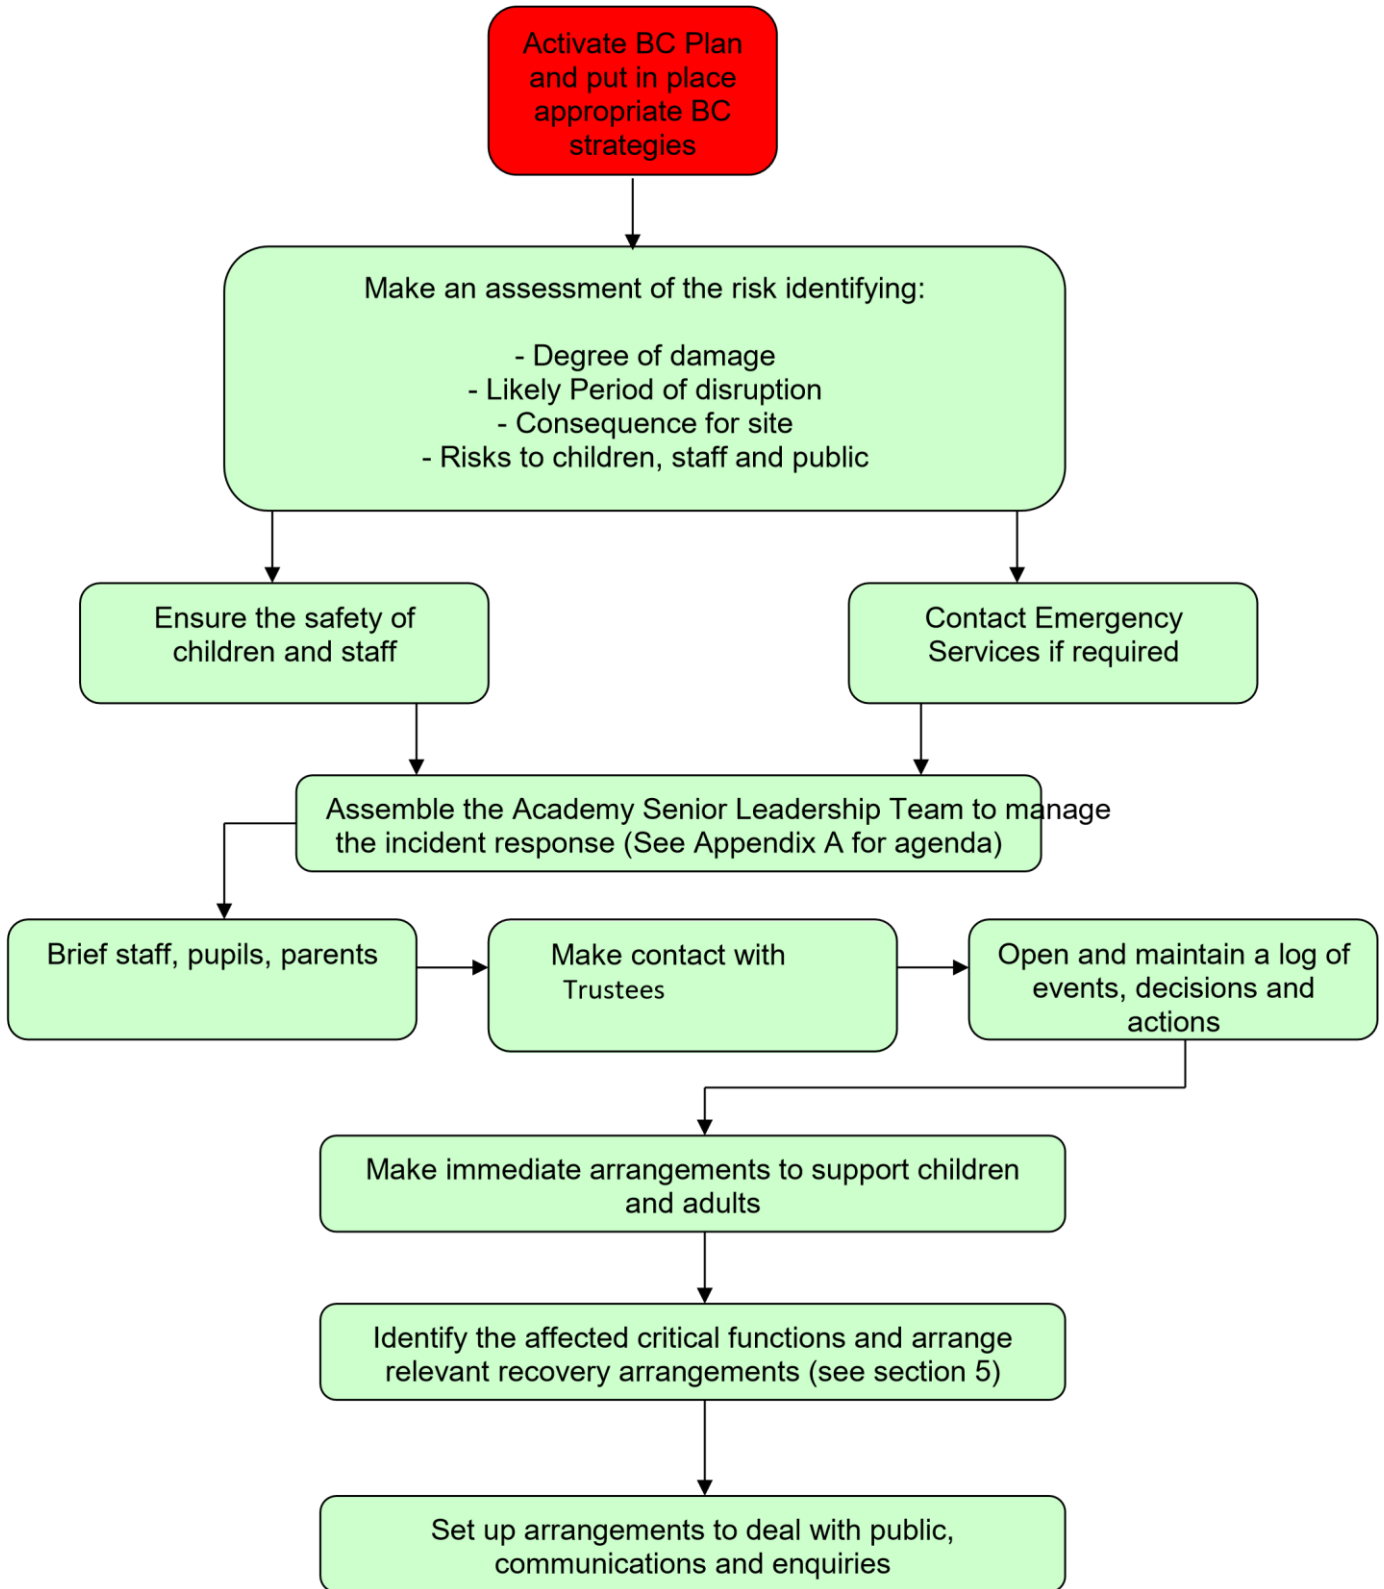 Activate BC Plan
and put in place
appropriate BC
strategies
Make an assessment of the risk identifying:
- Degree of damage
- Likely Period of disruption
- Consequence for site
- Risks to children, staff and public
Ensure the safety of
children and staff
Contact Emergency
Services if required
Assemble the Academy Senior Leadership Team to manage
the incident response (See Appendix A for agenda)
Brief staff, pupils, parents
Make contact with
Trustees
Open and maintain a log of
events, decisions and
actions
Make immediate arrangements to support children
and adults
Identify the affected critical functions and arrange
relevant recovery arrangements (see section 5)
Set up arrangements to deal with public,
communications and enquiries